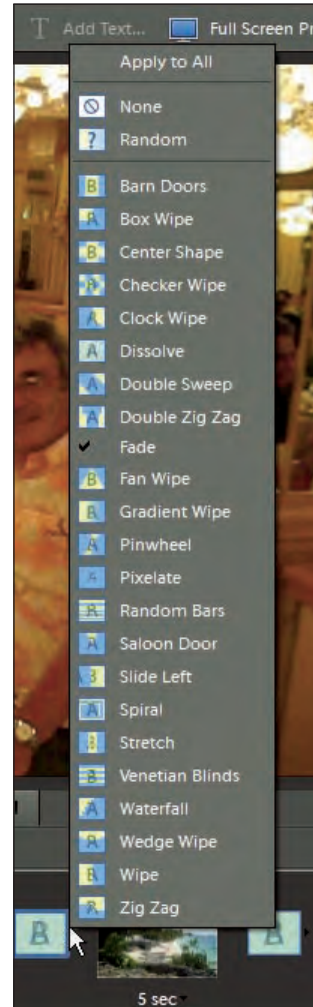 Add Text... Full Screen Pr
Apply to All
None
? Random
B Barn Doors
R Box Wipe
B Center Shape
B Checker Wipe
A Clock Wipe
A Dissolve
A Double Sweep
A Double Zig Zag
Fade
B Fan Wipe
B Gradient Wipe
A Pinwheel
A Pixelate
A Random Bars
A Saloon Door
B Slide Left
A Spiral
B Stretch
B Venetian Blinds
A Waterfall
R Wedge Wipe
B Wipe
R Zig Zag
B B
5 sec